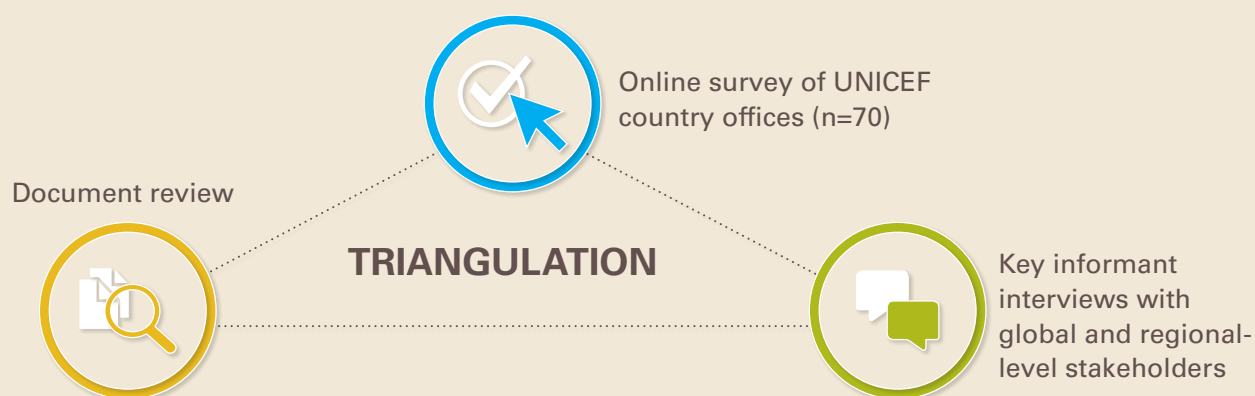 Online survey of UNICEF
country offices (n=70)
Document review
TRIANGULATION
Key informant
interviews with
global and regional-
level stakeholders